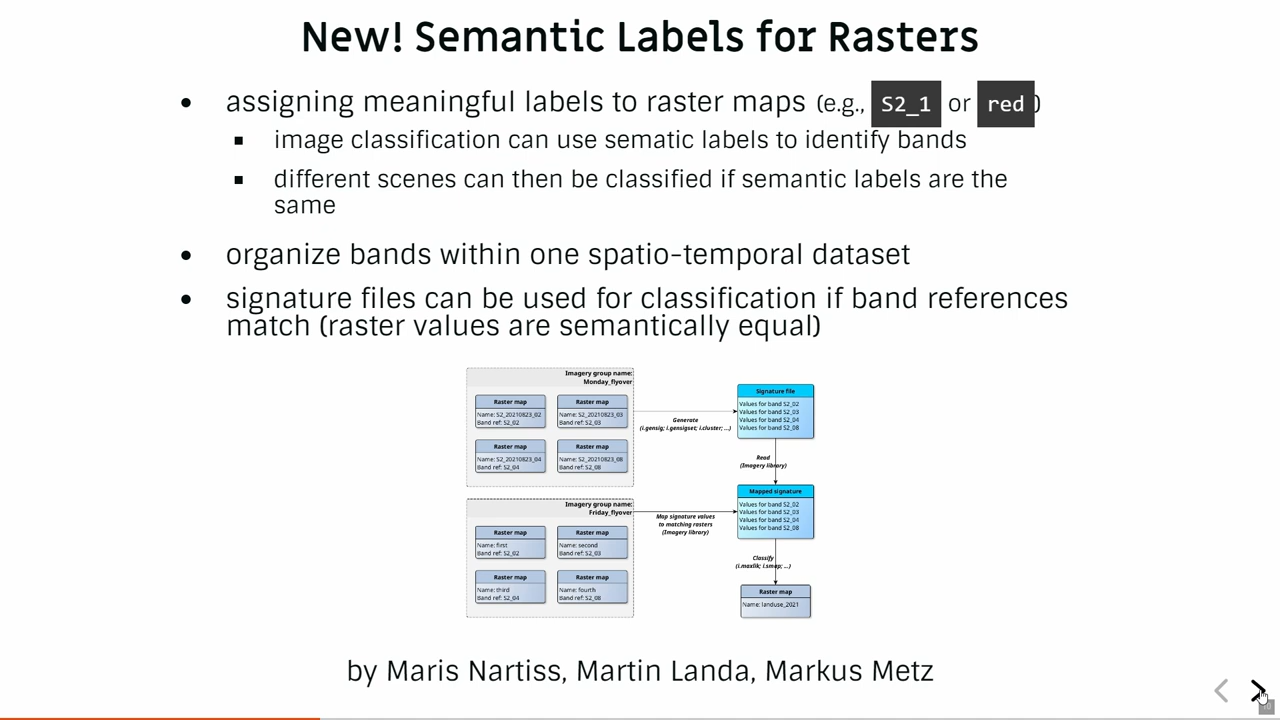 New! Semantic Labels for Rasters
• assigning meaningful labels to raster maps (e.g., S2_1 or red )
▪ image classification can use sematic labels to identify bands
▪ different scenes can then be classified if semantic labels are the
same
• organize bands within one spatio-temporal dataset
• signature files can be used for classification if band references
match (raster values are semantically equal)
Imagery group name:
Monday_flyover
Raster map
Name: S2_20210823_02
Band ref: S2_02
Raster map
Name: S2_20210823_03
Band ref: S2_03
Raster map
Name: S2_20210823_04
Band ref: S2_04
Raster map
Name: S2_20210823_08
Band ref: S2_08
Generate
(i.gensig; i.gensigset; i.cluster; ...)
Signature file
Values for band S2_02
Values for band S2_03
Values for band S2_04
Values for band S2_08
Read
(Imagery library)
Imagery group name:
Friday_flyover
Raster map
Name: first
Band ref: S2_02
Raster map
Name: second
Band ref: S2_03
Raster map
Name: third
Band ref: S2_04
Raster map
Name: fourth
Band ref: S2_08
Map signature values
to matching rasters
(Imagery library)
Mapped signature
Values for band S2_02
Values for band S2_03
Values for band S2_04
Values for band S2_08
Classify
(i.maxlik; i.smap; ...)
Raster map
Name: landuse_2021
by Maris Nartiss, Martin Landa, Markus Metz